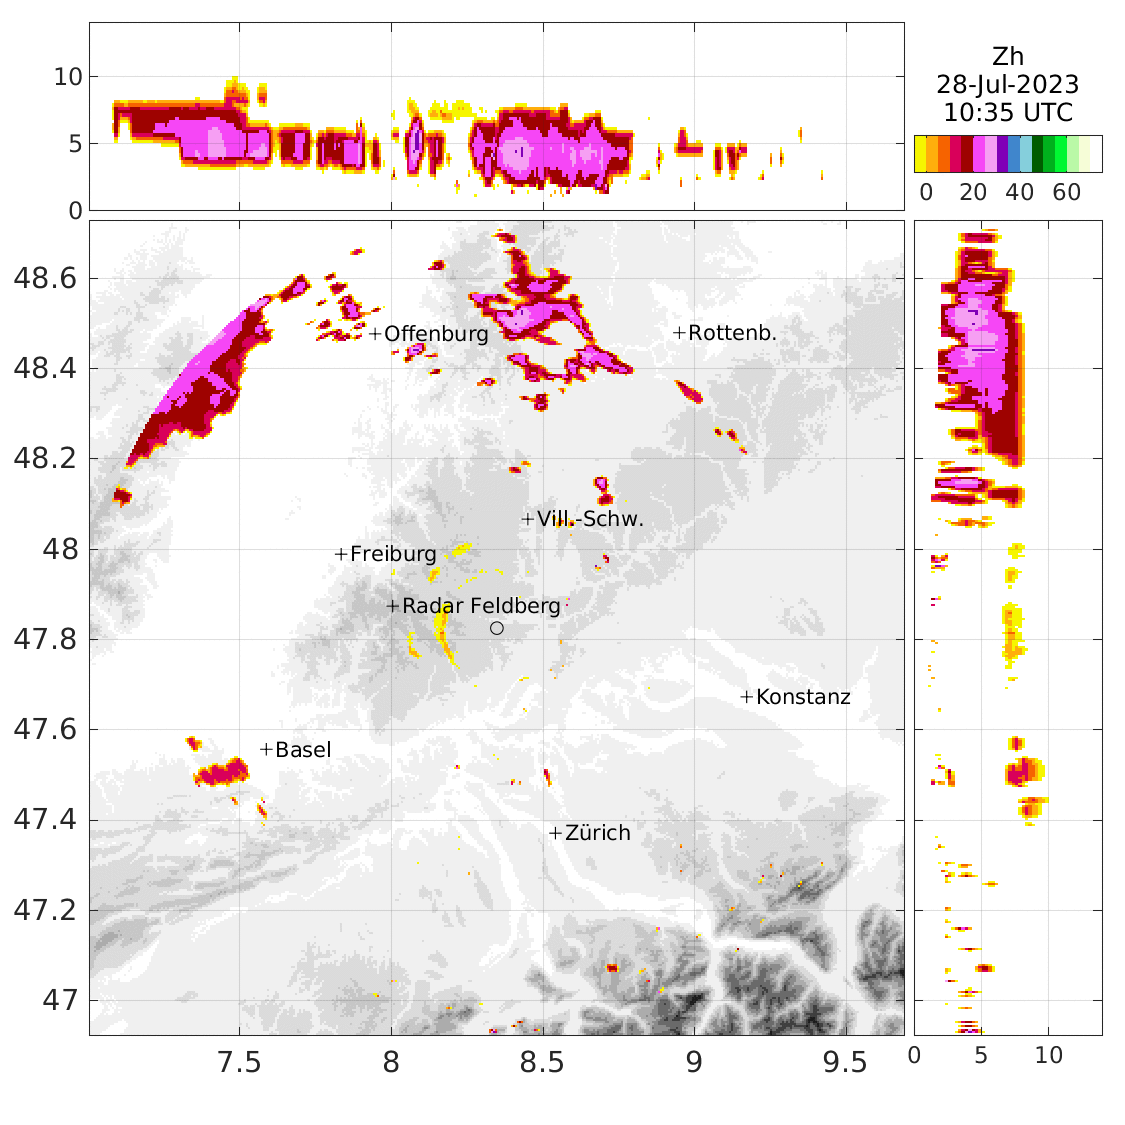 10
5
0
Zh
28-Jul-2023
10:35 UTC
0 20 40 60
48.6
48.4
48.2
48
47.8
47.6
47.4
47.2
47
+Offenburg
+Rottenb.
+Vill.-Schw.
+Freiburg
+Radar Feldberg
+Konstanz
+Basel
+Zürich
7.5 8 8.5 9 9.5
0 5 10